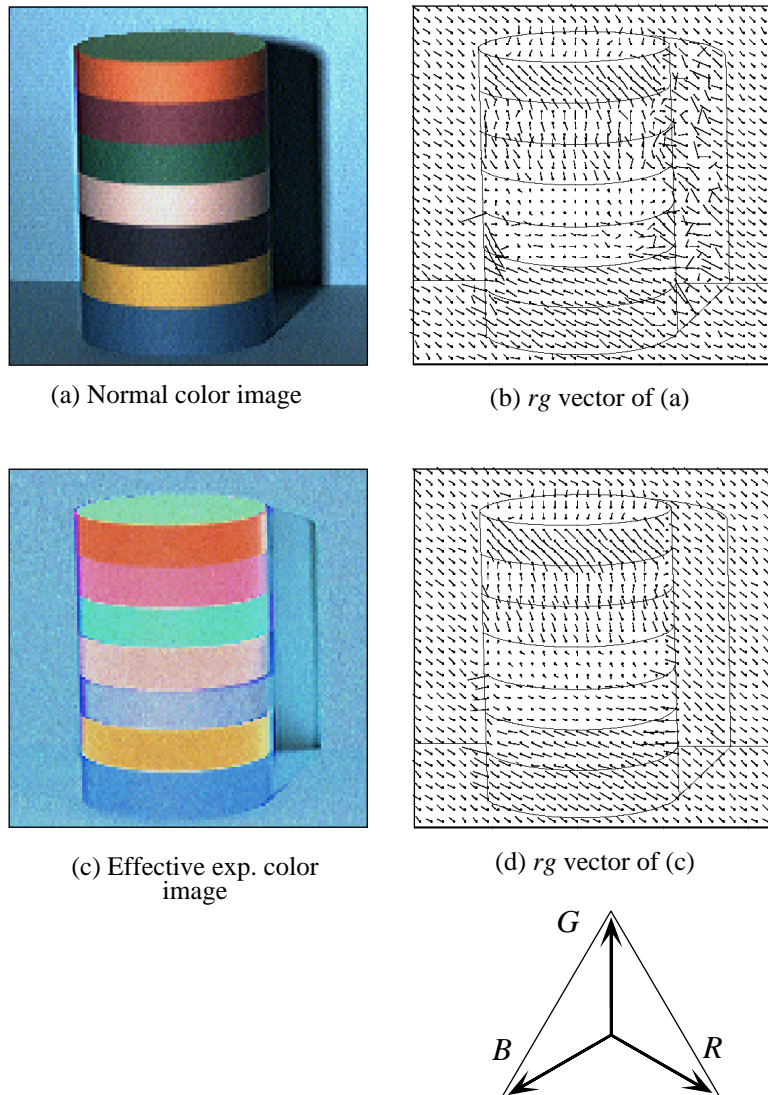 (a) Normal color image
(b) rg vector of (a)
(c) Effective exp. color
image
(d) rg vector of (c)
G
B
R